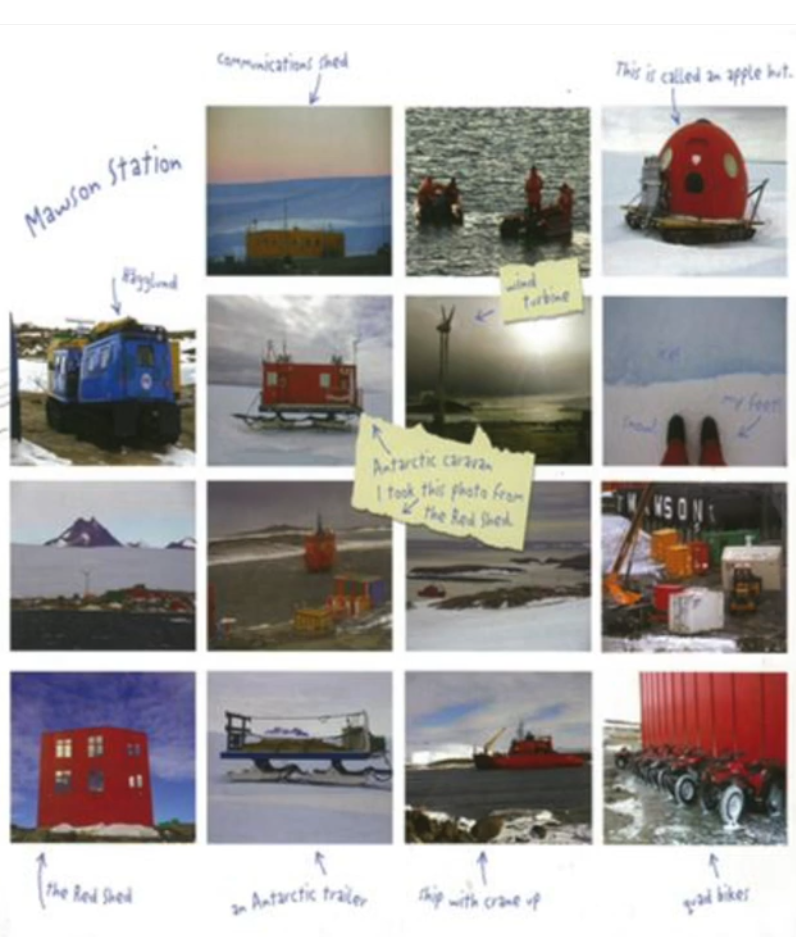 communications shed
This is called an apple hut.
Mawson Station
Hägglund
wind
turbine
ice!
snow!
my feet!
Antarctic caravan
I took this photo from
the Red Shed.
MAWSON
the Red Shed
an Antarctic trailer
ship with crane up
quad bikes